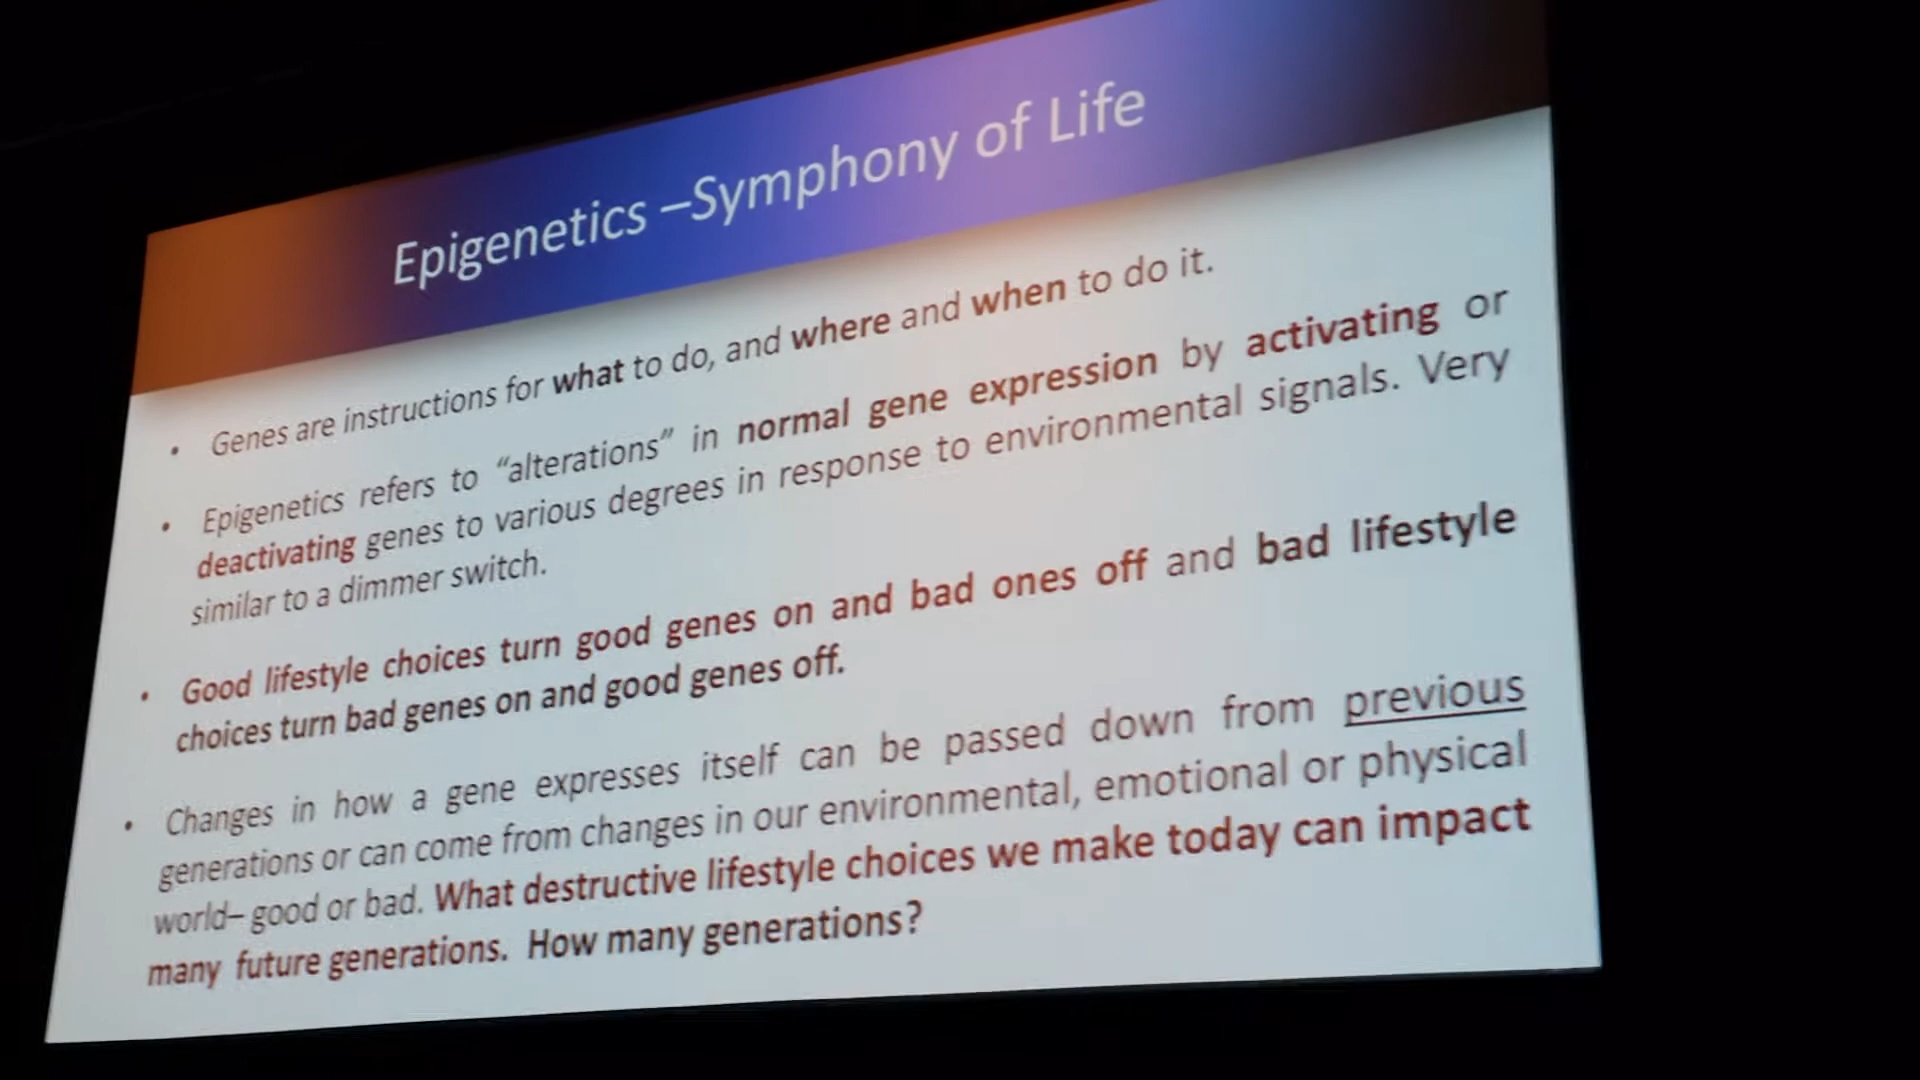 Epigenetics –Symphony of Life
• Genes are instructions for what to do, and where and when to do it.
• Epigenetics refers to “alterations” in normal gene expression by activating or
deactivating genes to various degrees in response to environmental signals. Very
similar to a dimmer switch.
• Good lifestyle choices turn good genes on and bad ones off and bad lifestyle
choices turn bad genes on and good genes off.
• Changes in how a gene expresses itself can be passed down from previous
generations or can come from changes in our environmental, emotional or physical
world– good or bad. What destructive lifestyle choices we make today can impact
many future generations. How many generations?